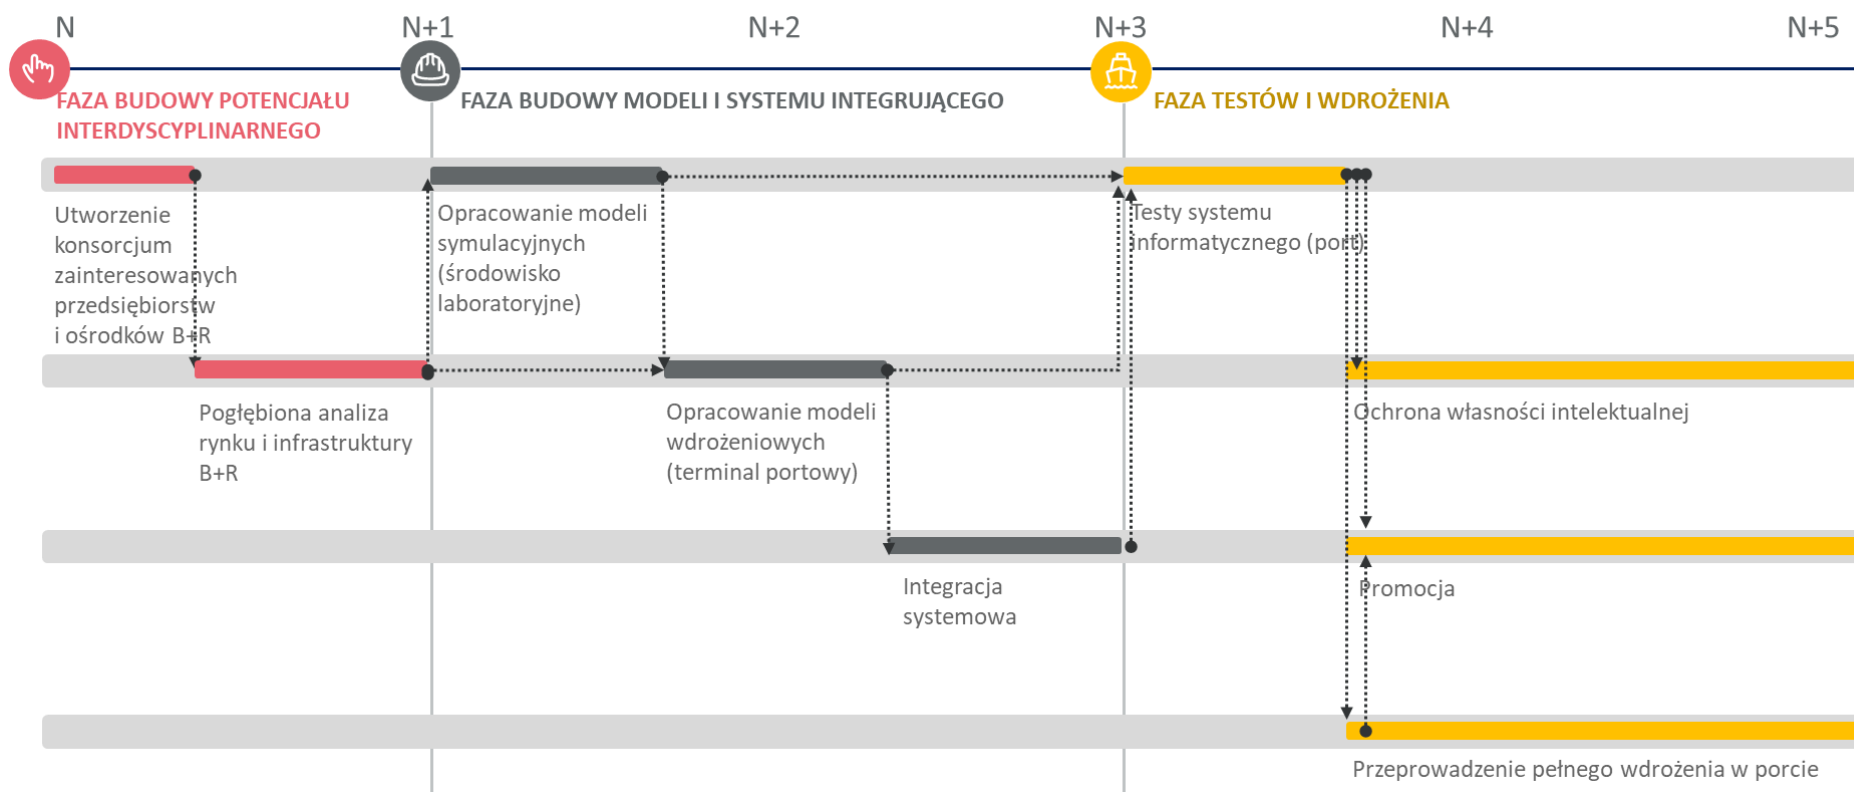 N
N+1
N+2
N+3
N+4
N+5
FAZA BUDOWY POTENCJAŁU
INTERDYSCYPLINARNEGO
FAZA BUDOWY MODELI I SYSTEMU INTEGRUJĄCEGO
FAZA TESTÓW I WDROŻENIA
Utworzenie
konsorcjum
zainteresowanych
przedsiębiorstw
i ośrodków B+R
Opracowanie modeli
symulacyjnych
(środowisko
laboratoryjne)
Testy systemu
informatycznego (port)
Pogłębiona analiza
rynku i infrastruktury
B+R
Opracowanie modeli
wdrożeniowych
(terminal portowy)
Ochrona własności intelektualnej
Integracja
systemowa
Promocja
Przeprowadzenie pełnego wdrożenia w porcie